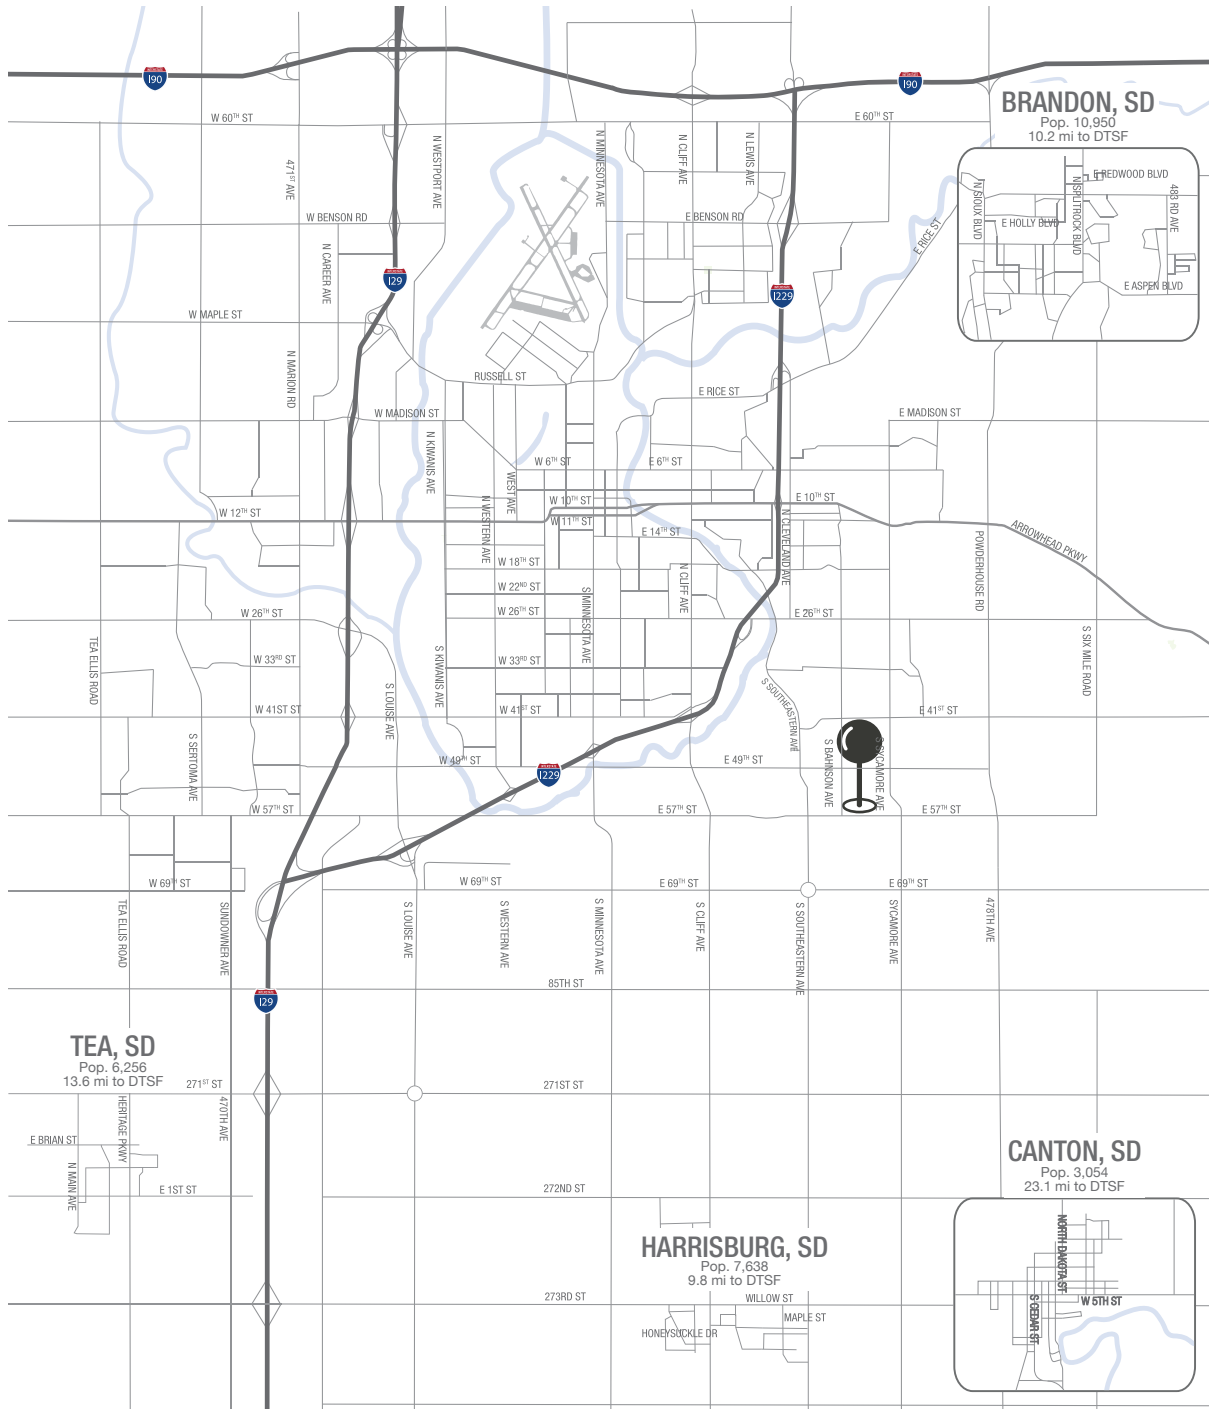 I90
I90
BRANDON, SD
Pop. 10,950
10.2 mi to DTSF
W 60TH ST
E 60TH ST
471ST AVE
N WESTPORT AVE
N MINNESOTA AVE
N CLIFF AVE
N LEWIS AVE
E REDWOOD BLVD
N SIOUX BLVD
N SPLITROCK BLVD
483 RD AVE
E HOLLY BLVD
E ASPEN BLVD
W BENSON RD
E BENSON RD
E RICE ST
N CAREER AVE
I29
I229
W MAPLE ST
N MARION RD
RUSSELL ST
E RICE ST
W MADISON ST
E MADISON ST
N KIWANIS AVE
W 6TH ST
E 6TH ST
WEST AVE
N WESTERN AVE
W 10TH ST
E 10TH ST
W 12TH ST
W 11TH ST
E 14TH ST
N CLEVELAND AVE
ARROWHEAD PKWY
POWDERHOUSE RD
W 18TH ST
N CLIFF AVE
W 22ND ST
S MINNESOTA AVE
W 26TH ST
W 26TH ST
E 26TH ST
TEA ELLIS ROAD
S SIX MILE ROAD
W 33RD ST
S KIWANIS AVE
W 33RD ST
S LOUISE AVE
S SOUTHEASTERN AVE
W 41ST ST
W 41ST ST
E 41ST ST
S SERTOMA AVE
S BAHNSON AVE
S SYCAMORE AVE
W 49TH ST
E 49TH ST
I229
W 57TH ST
E 57TH ST
E 57TH ST
W 69TH ST
W 69TH ST
E 69TH ST
E 69TH ST
TEA ELLIS ROAD
SUNDOWNER AVE
S LOUISE AVE
S WESTERN AVE
S MINNESOTA AVE
S CLIFF AVE
S SOUTHEASTERN AVE
SYCAMORE AVE
478TH AVE
85TH ST
I29
TEA, SD
Pop. 6,256
13.6 mi to DTSF
271ST ST
271ST ST
HERITAGE PKWY
470TH AVE
E BRIAN ST
N MAIN AVE
E 1ST ST
272ND ST
CANTON, SD
Pop. 3,054
23.1 mi to DTSF
NORTH DAKOTA ST
S CEDAR ST
W 5TH ST
HARRISBURG, SD
Pop. 7,638
9.8 mi to DTSF
273RD ST
WILLOW ST
MAPLE ST
HONEYSUCKLE DR